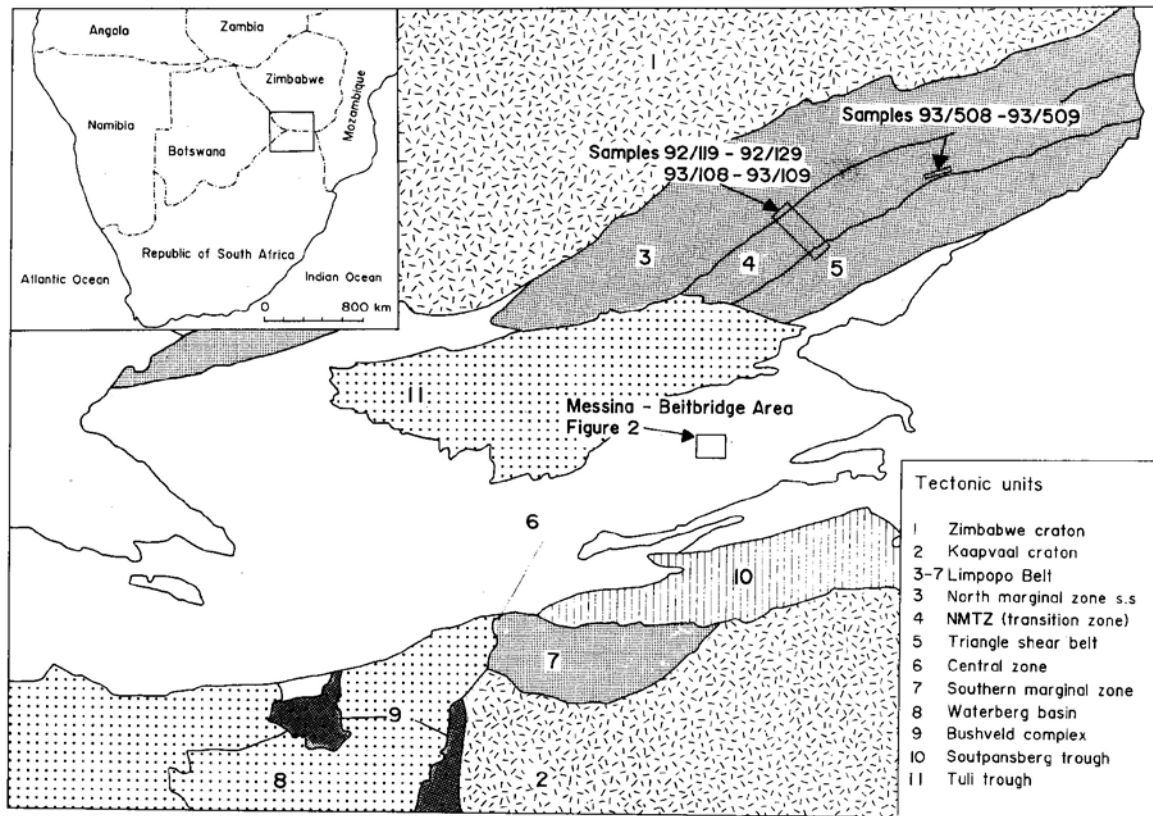 Angola
Zambia
Zimbabwe
Mozambique
Namibia
Botswana
Republic of South Africa
Atlantic Ocean
Indian Ocean
0 800 km
1
Samples 93/508 - 93/509
Samples 92/119 - 92/129
93/108 - 93/109
3
4
5
11
Messina - Beitbridge Area
Figure 2
6
10
7
9
8
2
Tectonic units
1 Zimbabwe craton
2 Kaapvaal craton
3-7 Limpopo Belt
3 North marginal zone s.s
4 NMTZ (transition zone)
5 Triangle shear belt
6 Central zone
7 Southern marginal zone
8 Waterberg basin
9 Bushveld complex
10 Soutpansberg trough
11 Tuli trough